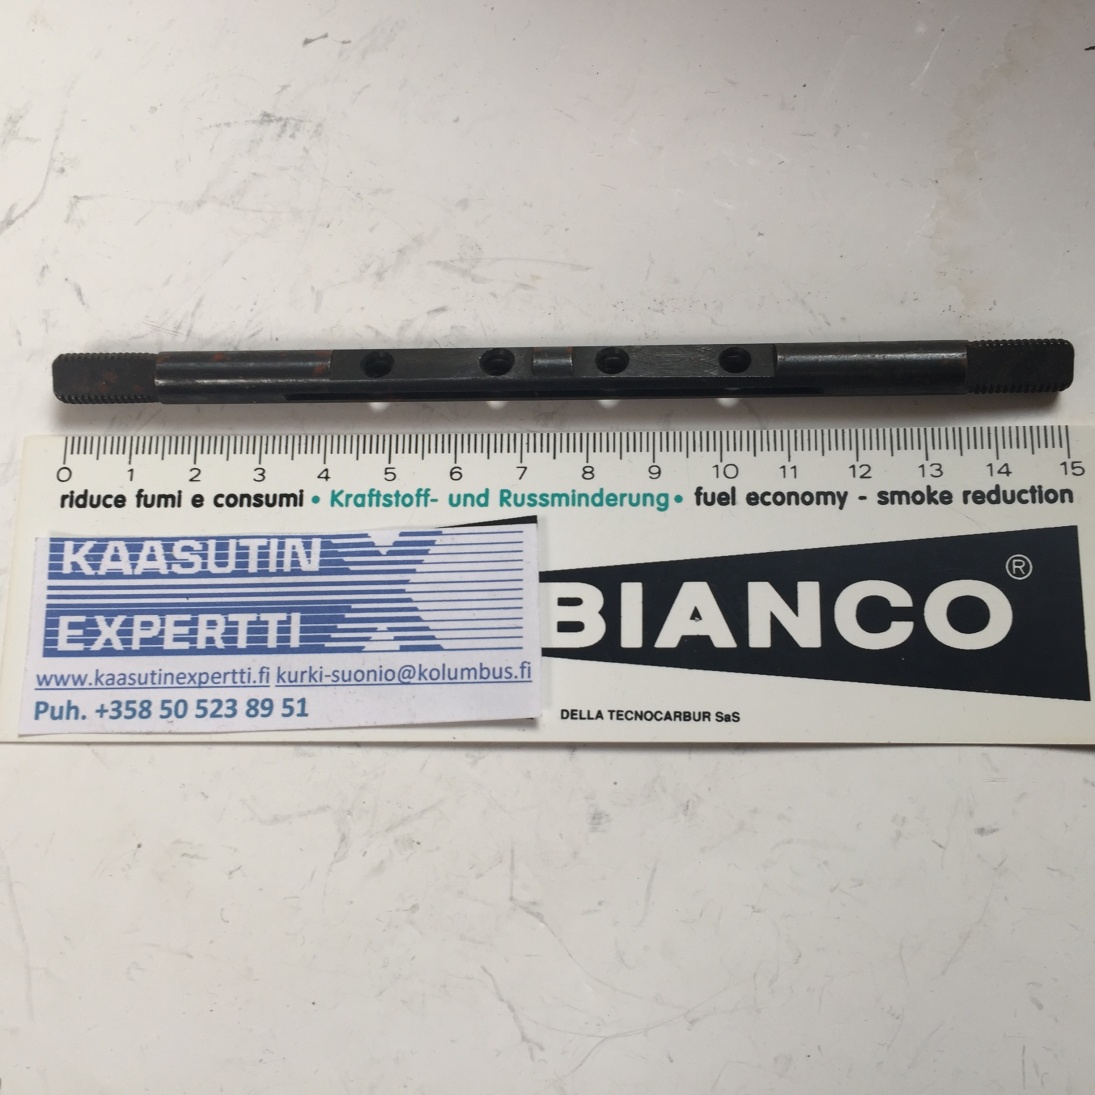 0 1 2 3 4 5 6 7 8 9 10 11 12 13 14 15
riduce fumi e consumi • Kraftstoff- und Russminderung • fuel economy - smoke reduction
KAASUTIN
EXPERTTI
www.kaasutinexpertti.fi kurki-suonio@kolumbus.fi
Puh. +358 50 523 89 51
BIANCO ®
DELLA TECNOCARBUR SaS